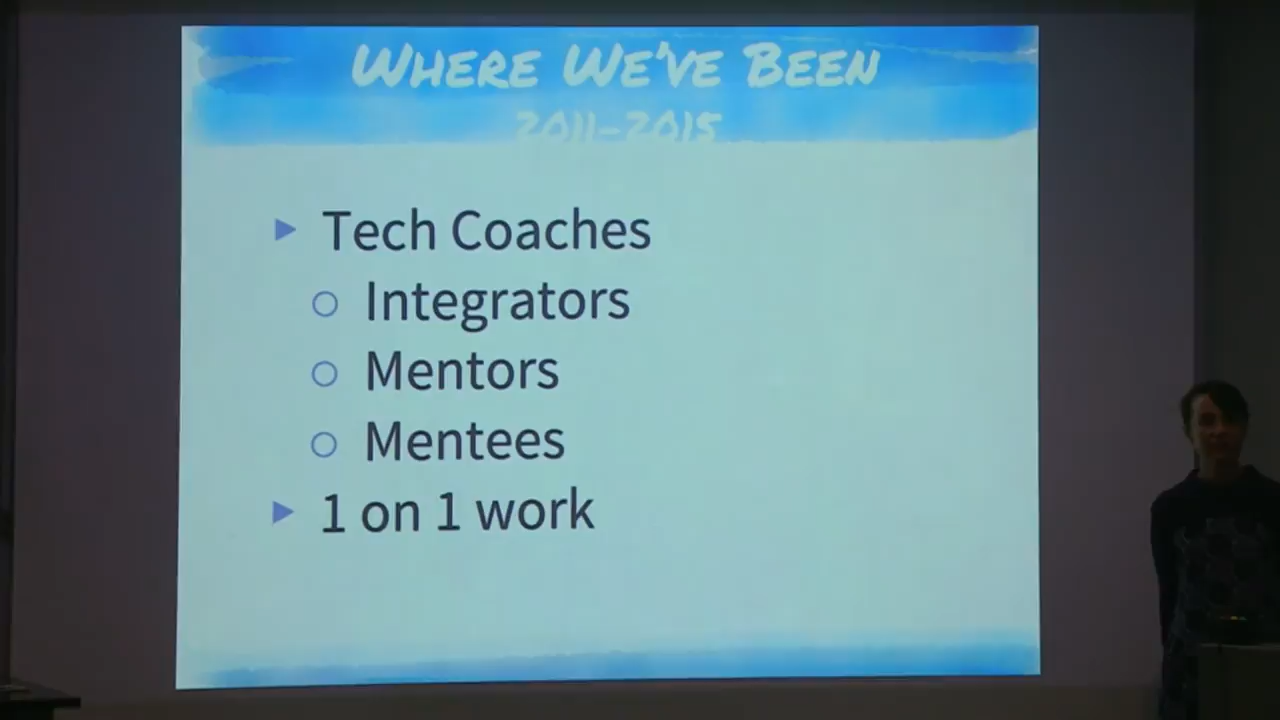 WHERE WE'VE BEEN
2011-2015
Tech Coaches
Integrators
Mentors
Mentees
1 on 1 work